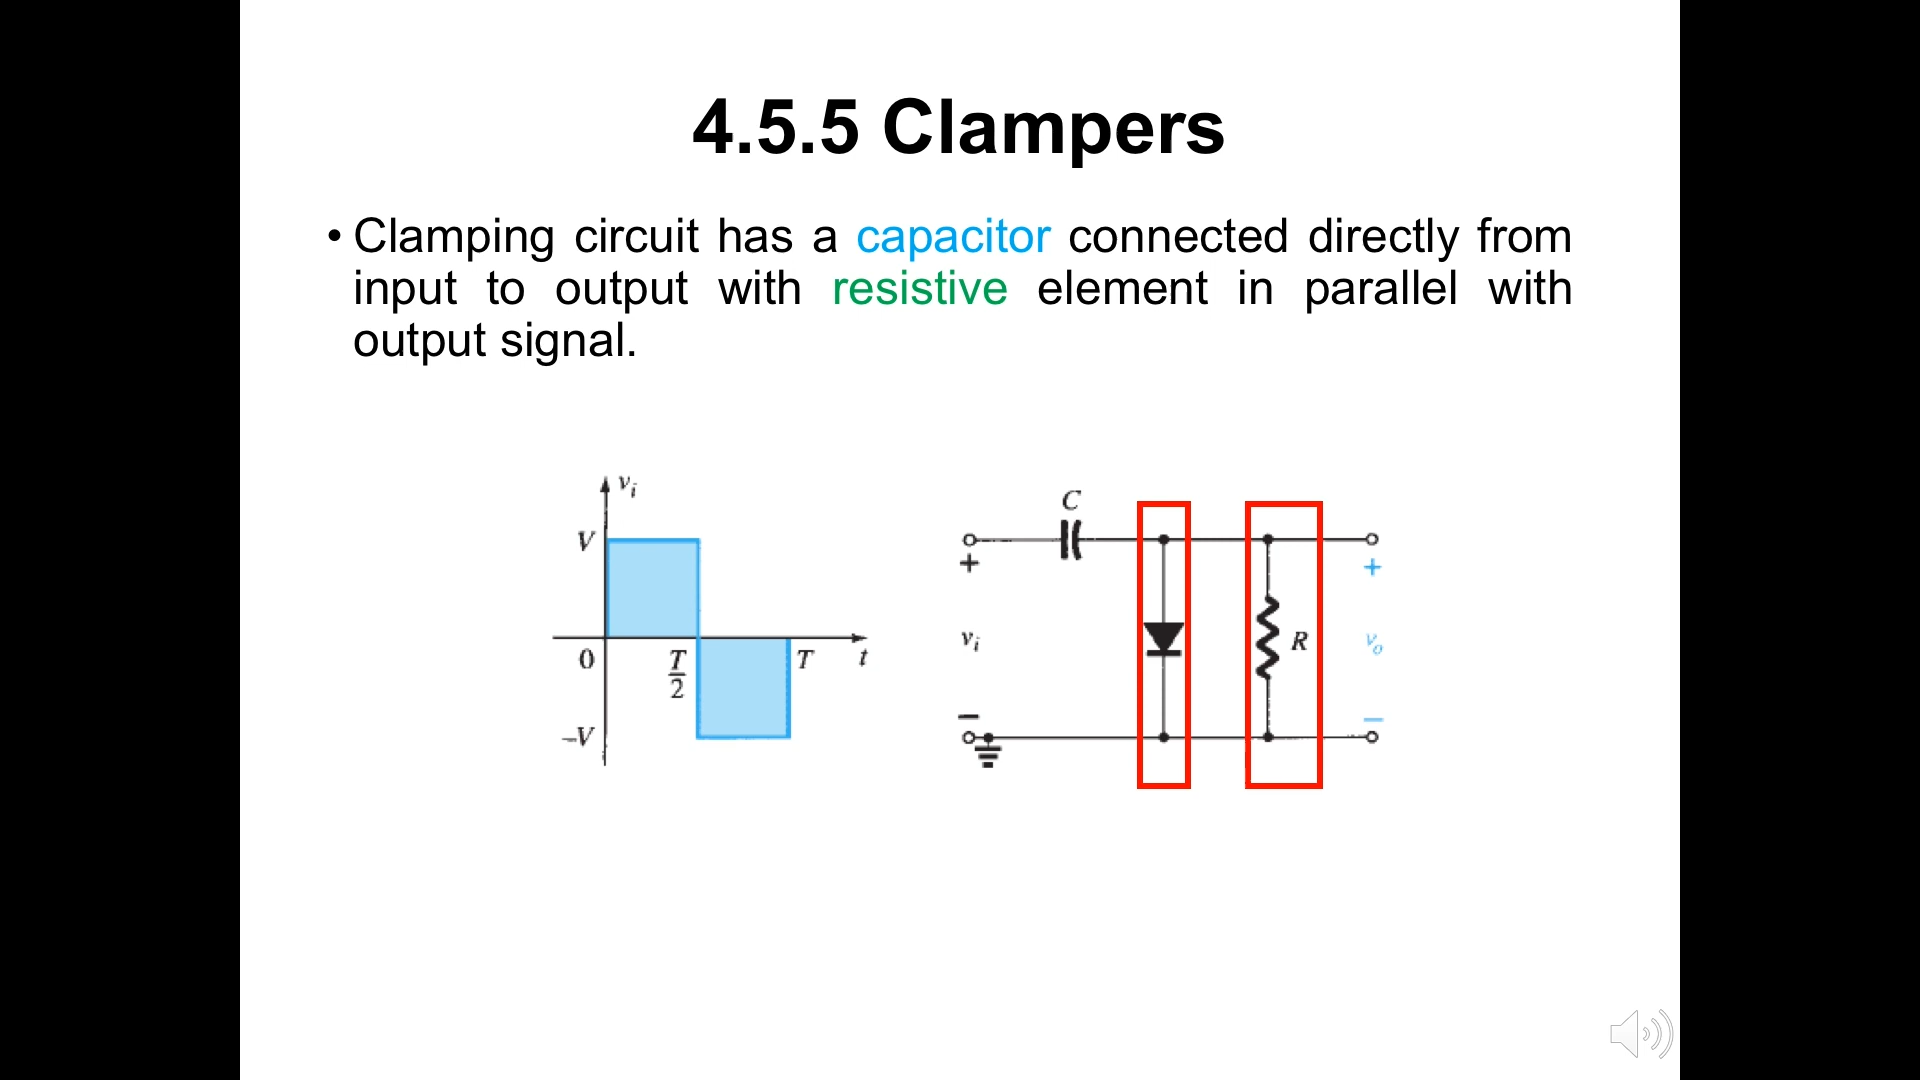 4.5.5 Clampers
• Clamping circuit has a capacitor connected directly from
input to output with resistive element in parallel with
output signal.
vi
V
0
T/2
T
t
–V
C
+
vi
–
R
+
vo
–